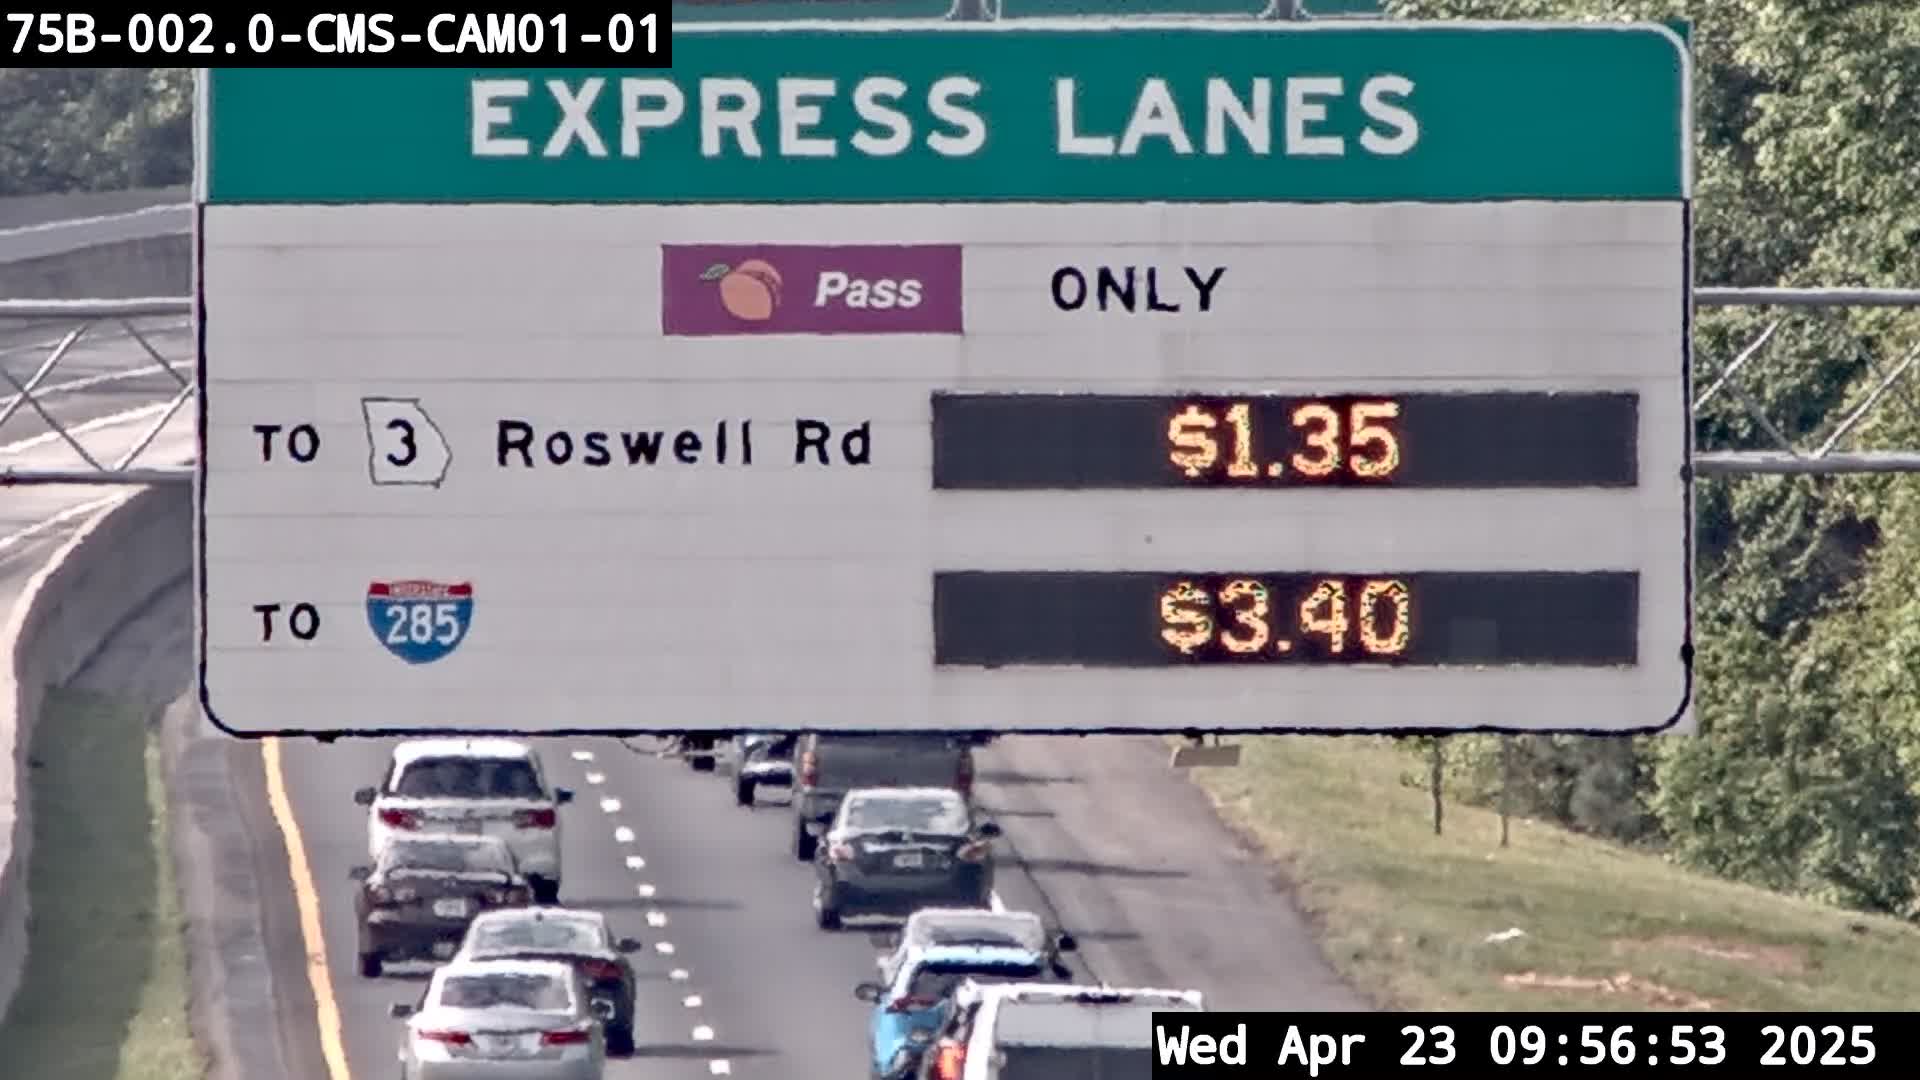 75B-002.0-CMS-CAM01-01
EXPRESS LANES
Pass ONLY
TO 3 Roswell Rd $1.35
TO INTERSTATE 285 $3.40
Wed Apr 23 09:56:53 2025